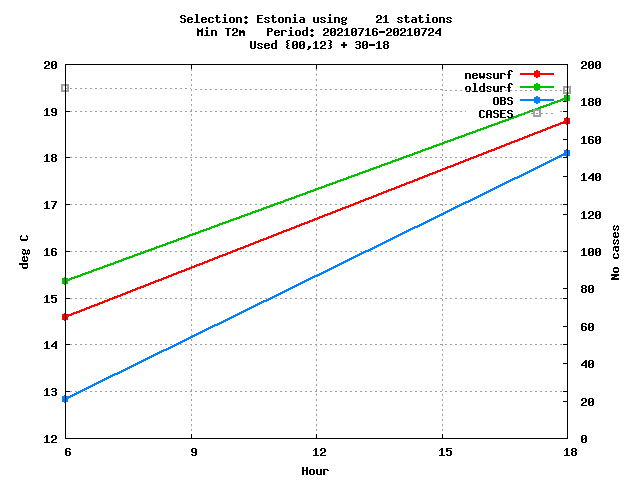 Selection: Estonia using    21 stations
Min T2m   Period: 20210716-20210724
Used {00,12} + 30-18
newsurf
oldsurf
OBS
CASES
20
19
18
17
16
15
14
13
12
200
180
160
140
120
100
80
60
40
20
0
deg C
No cases
6 9 12 15 18
Hour